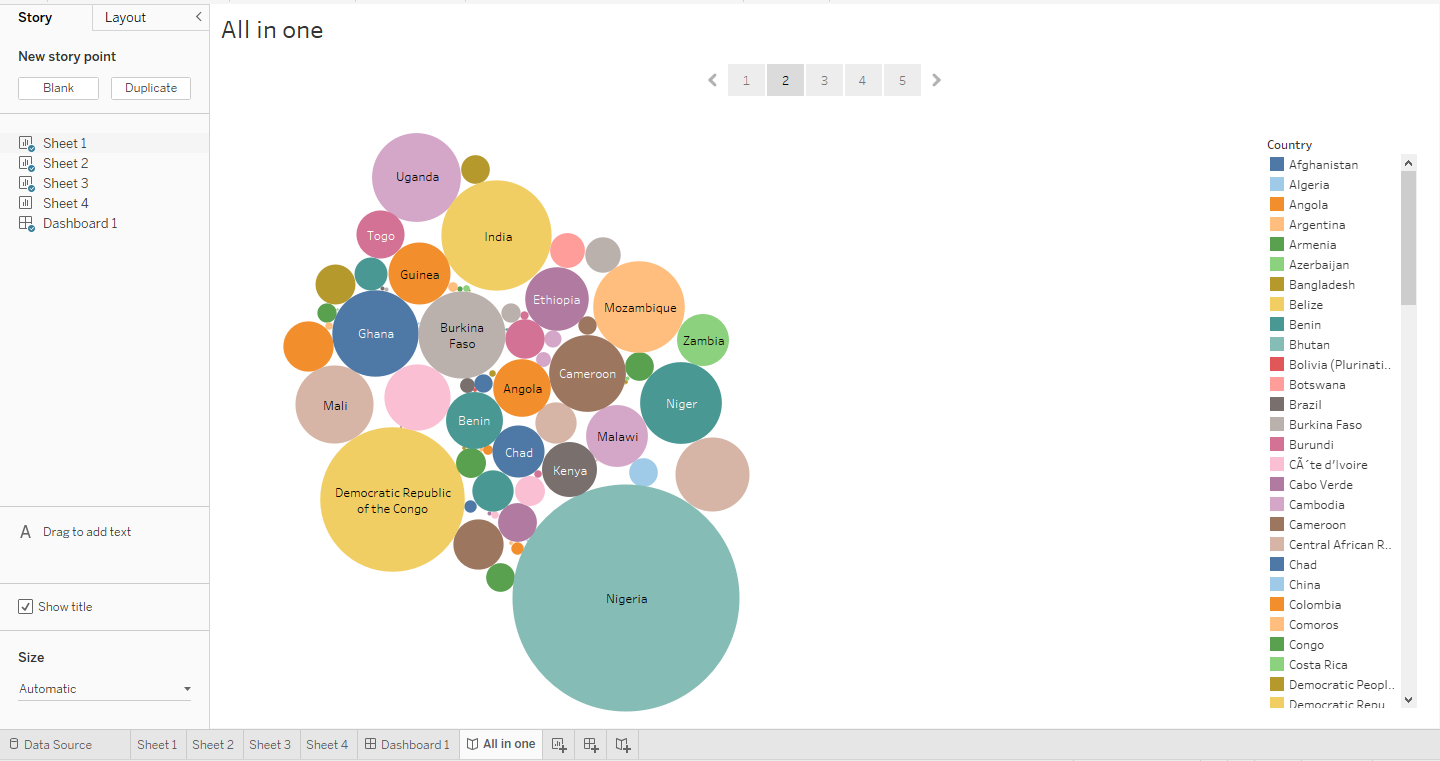 Story
Layout
New story point
Blank
Duplicate
Sheet 1
Sheet 2
Sheet 3
Sheet 4
Dashboard 1
A Drag to add text
Show title
Size
Automatic
All in one
1 2 3 4 5
Uganda
India
Togo
Guinea
Ethiopia
Mozambique
Ghana
Burkina
Faso
Zambia
Cameroon
Angola
Mali
Niger
Benin
Malawi
Chad
Kenya
Democratic Republic
of the Congo
Nigeria
Country
Afghanistan
Algeria
Angola
Argentina
Armenia
Azerbaijan
Bangladesh
Belize
Benin
Bhutan
Bolivia (Plurinati..
Botswana
Brazil
Burkina Faso
Burundi
CÃ´te d'Ivoire
Cabo Verde
Cambodia
Cameroon
Central African R..
Chad
China
Colombia
Comoros
Congo
Costa Rica
Democratic Peopl..
Democratic Repu
Data Source
Sheet 1
Sheet 2
Sheet 3
Sheet 4
Dashboard 1
All in one